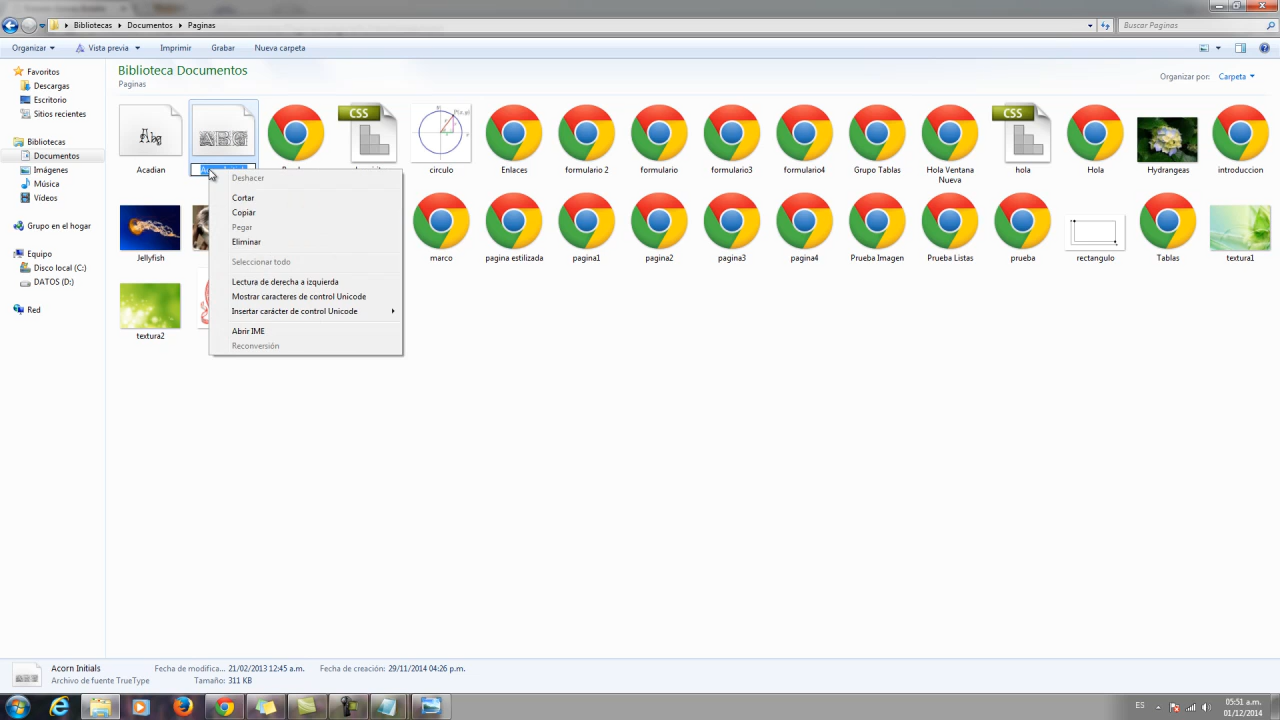 Bibliotecas Documentos Paginas
Buscar Paginas
Organizar Vista previa Imprimir Grabar Nueva carpeta
Favoritos
Descargas
Escritorio
Sitios recientes
Bibliotecas
Documentos
Imágenes
Música
Vídeos
Grupo en el hogar
Equipo
Disco local (C:)
DATOS (D:)
Red
Biblioteca Documentos
Paginas
Organizar por: Carpeta
CSS
P(x,y)
CSS
Acadian
circuló
Enlaces
formulario 2
formulario
formulario3
formulario4
Grupo Tablas
Hola Ventana
Nueva
hola
Hola
Hydrangeas
introduccion
Jellyfish
marco
pagina estilizada
pagina1
pagina2
pagina3
pagina4
Prueba Imagen
Prueba Listas
prueba
rectangulo
Tablas
textura1
textura2
Deshacer
Cortar
Copiar
Pegar
Eliminar
Seleccionar todo
Lectura de derecha a izquierda
Mostrar caracteres de control Unicode
Insertar carácter de control Unicode
Abrir IME
Reconversión
Acorn Initials
Archivo de fuente TrueType
Fecha de modifica... 21/02/2013 12:45 a.m.
Tamaño: 311 KB
Fecha de creación: 29/11/2014 04:26 p.m.
ES
05:51 a.m.
01/12/2014